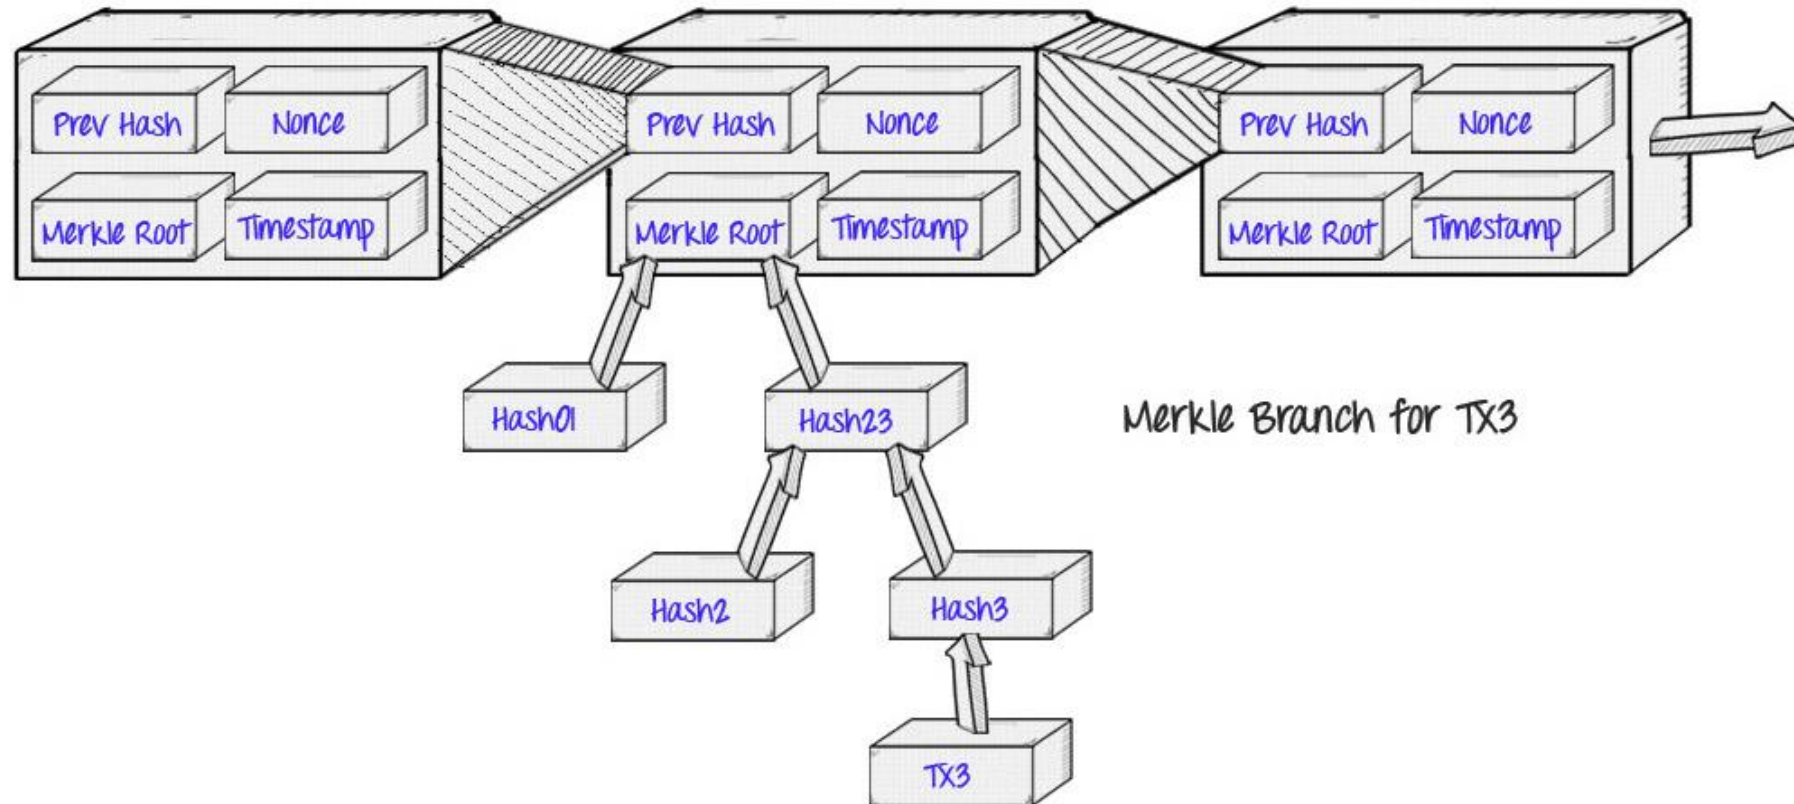 Prev Hash Nonce Prev Hash Nonce Prev Hash Nonce
Merkle Root Timestamp Merkle Root Timestamp Merkle Root Timestamp
Hash01 Hash23 Merkle Branch for TX3
Hash2 Hash3
TX3